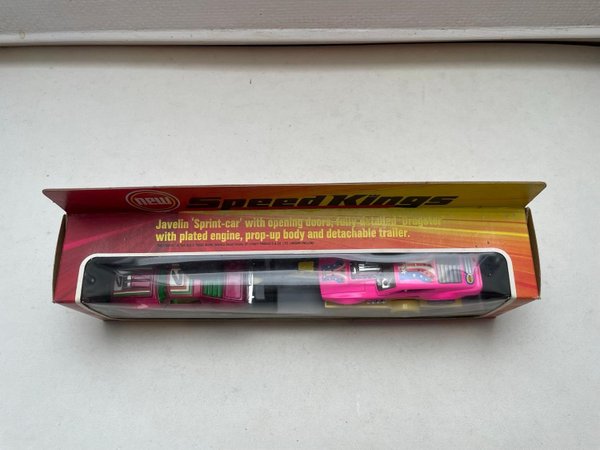 new
Speed Kings
Javelin 'Sprint-car' with opening doors, fully detailed 'Dragster'
with plated engine, prop-up body and detachable trailer.